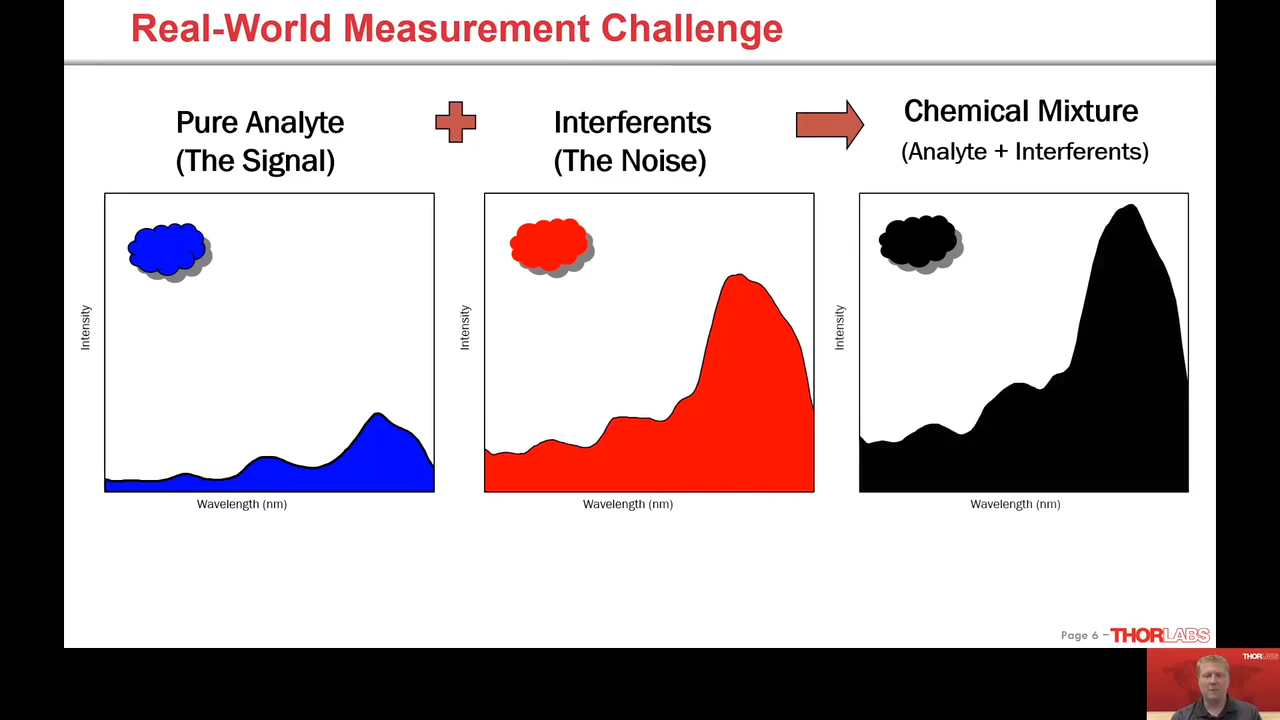 Real-World Measurement Challenge
Pure Analyte
(The Signal)
Interferents
(The Noise)
Chemical Mixture
(Analyte + Interferents)
Intensity
Wavelength (nm)
Intensity
Wavelength (nm)
Intensity
Wavelength (nm)
Page 6 – THORLABS
THORLABS